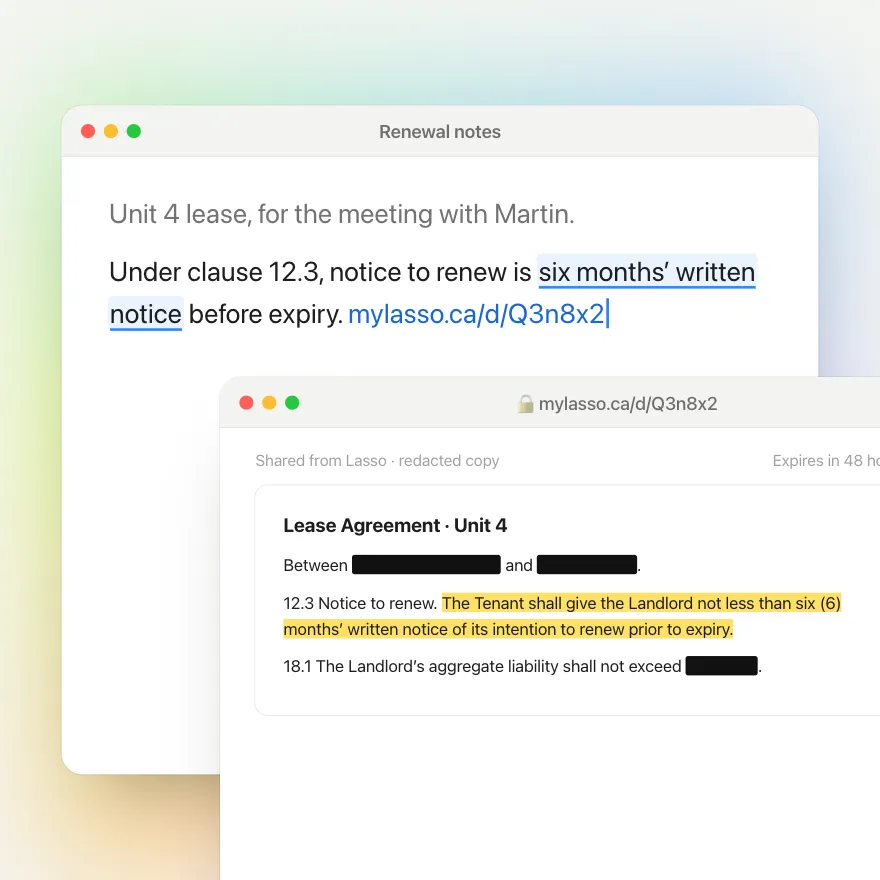 Renewal notes
Unit 4 lease, for the meeting with Martin.
Under clause 12.3, notice to renew is six months’ written
notice before expiry. mylasso.ca/d/Q3n8x2
mylasso.ca/d/Q3n8x2
Shared from Lasso · redacted copy
Expires in 48
Lease Agreement · Unit 4
Between and .
12.3 Notice to renew. The Tenant shall give the Landlord not less than six (6)
months’ written notice of its intention to renew prior to expiry.
18.1 The Landlord’s aggregate liability shall not exceed .